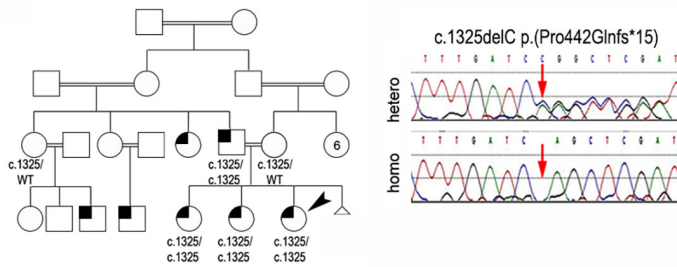 c.1325delC p.(Pro442Glnfs*15)
T T T G A T C C G G C T C G A T
hetero
T T T G A T C A G C T C G A T
homo
6
c.1325/
WT
c.1325/
c.1325
c.1325/
WT
c.1325/
c.1325
c.1325/
c.1325
c.1325/
c.1325